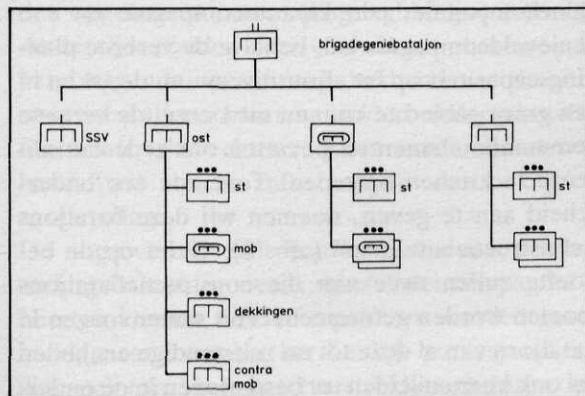 brigadegeniebataljon
SSV
ost
st
st
st
mob
dekkingen
contra
mob